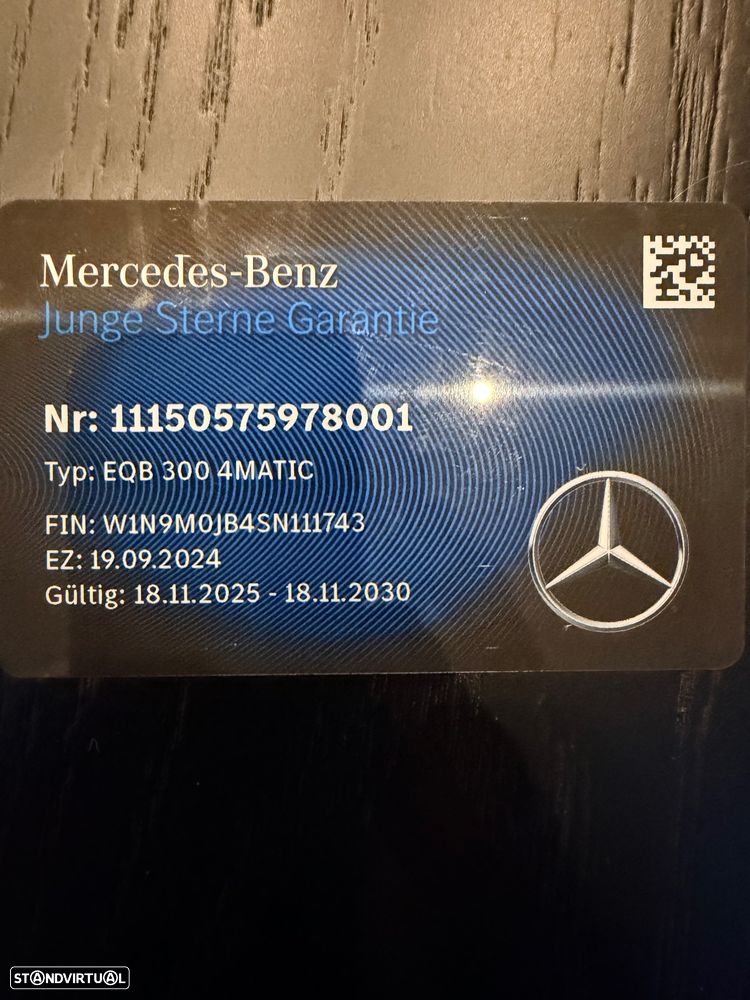 Mercedes-Benz
Junge Sterne Garantie
Nr: 11150575978001
Typ: EQB 300 4MATIC
FIN: W1N9M0JB4SN111743
EZ: 19.09.2024
Gültig: 18.11.2025 - 18.11.2030
STANDVIRTUAL